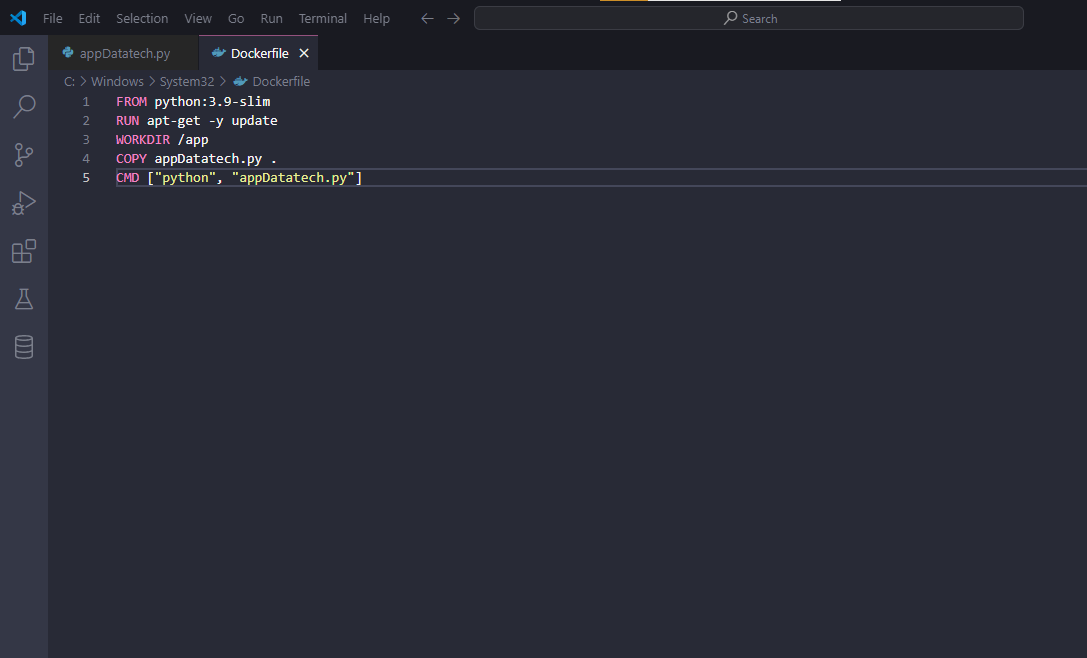 File Edit Selection View Go Run Terminal Help Search
appDatatech.py Dockerfile
C: > Windows > System32 > Dockerfile
1 FROM python:3.9-slim
2 RUN apt-get -y update
3 WORKDIR /app
4 COPY appDatatech.py .
5 CMD ["python", "appDatatech.py"]